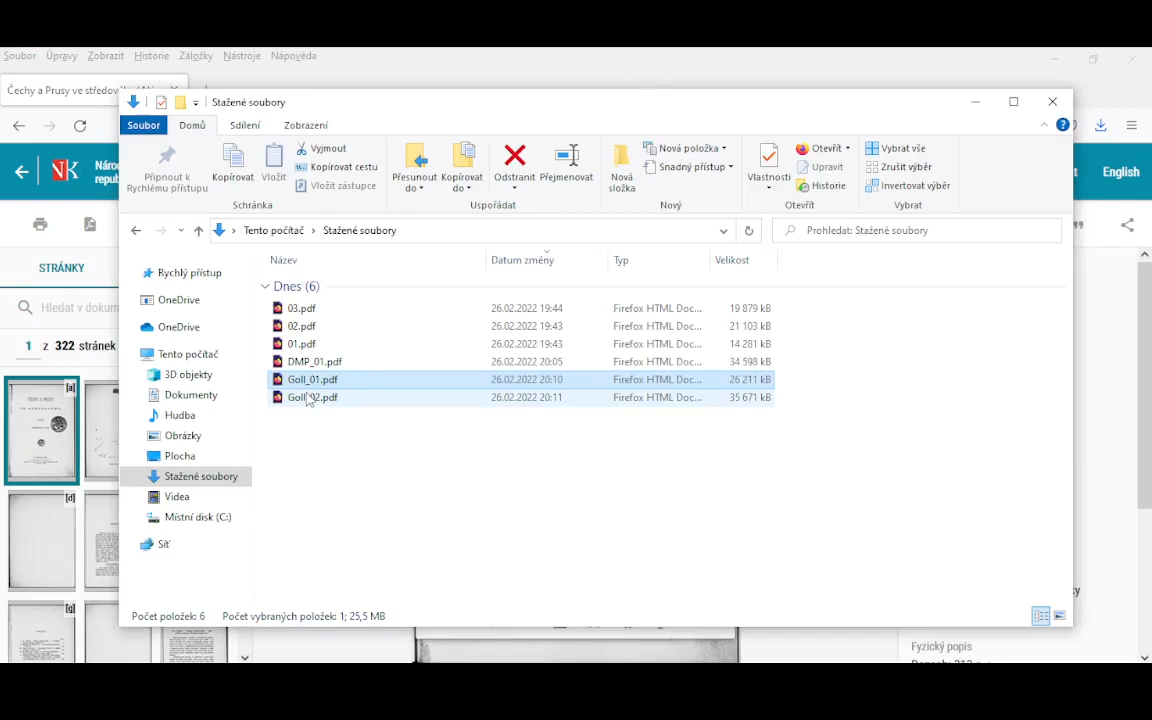 Soubor Úpravy Zobrazit Historie Záložky Nástroje Nápověda
Čechy a Prusy ve středov
Stažené soubory
Soubor Domů Sdílení Zobrazení
NK
Národ
repub
English
Připnout k Rychlému přístupu
Kopírovat
Vložit
Vyjmout
Kopírovat cestu
Vložit zástupce
Schránka
Přesunout do
Kopírovat do
Odstranit
Přejmenovat
Uspořádat
Nová složka
Nová položka
Snadný přístup
Nový
Vlastnosti
Otevřít
Upravit
Historie
Otevřít
Vybrat vše
Zrušit výběr
Invertovat výběr
Vybrat
Tento počítač › Stažené soubory
Prohledat: Stažené soubory
STRÁNKY
Hledat v dokum
1 z 322 stránek
[a]
[d]
[g]
Rychlý přístup
OneDrive
OneDrive
Tento počítač
3D objekty
Dokumenty
Hudba
Obrázky
Plocha
Stažené soubory
Videa
Místní disk (C:)
Síť
Název Datum změny Typ Velikost
Dnes (6)
03.pdf 26.02.2022 19:44 Firefox HTML Doc... 19 879 kB
02.pdf 26.02.2022 19:43 Firefox HTML Doc... 21 103 kB
01.pdf 26.02.2022 19:43 Firefox HTML Doc... 14 281 kB
DMP_01.pdf 26.02.2022 20:05 Firefox HTML Doc... 34 598 kB
Goll_01.pdf 26.02.2022 20:10 Firefox HTML Doc... 26 211 kB
Goll_02.pdf 26.02.2022 20:11 Firefox HTML Doc... 35 671 kB
Počet položek: 6 Počet vybraných položek: 1; 25,5 MB
ky
Fyzický popis